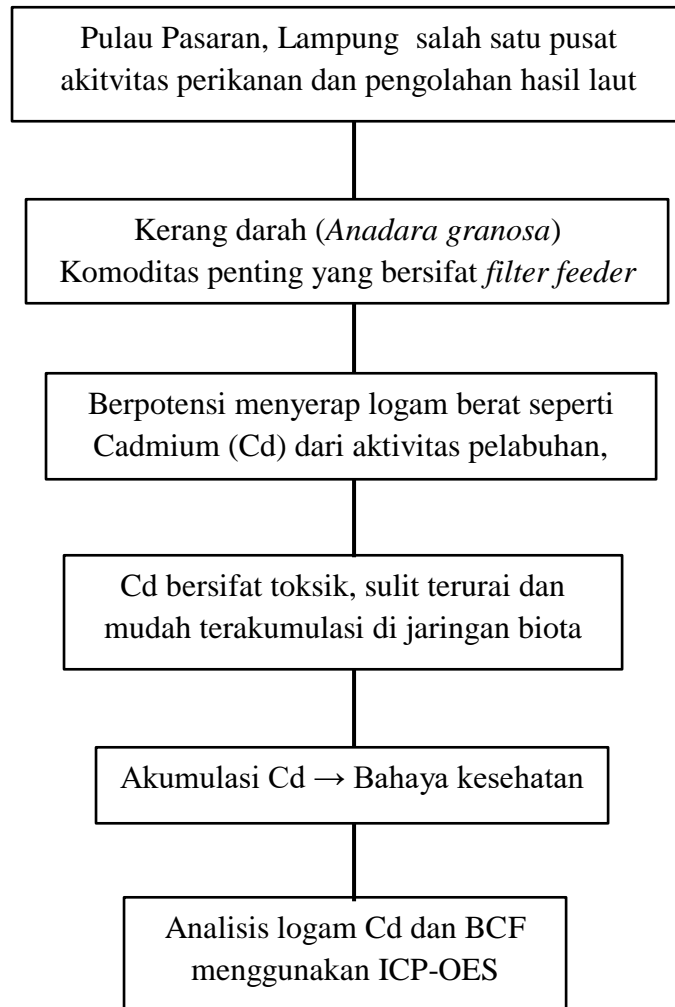 Pulau Pasaran, Lampung  salah satu pusat
akitvitas perikanan dan pengolahan hasil laut
Kerang darah (Anadara granosa)
Komoditas penting yang bersifat filter feeder
Berpotensi menyerap logam berat seperti
Cadmium (Cd) dari aktivitas pelabuhan,
Cd bersifat toksik, sulit terurai dan
mudah terakumulasi di jaringan biota
Akumulasi Cd → Bahaya kesehatan
Analisis logam Cd dan BCF
menggunakan ICP-OES